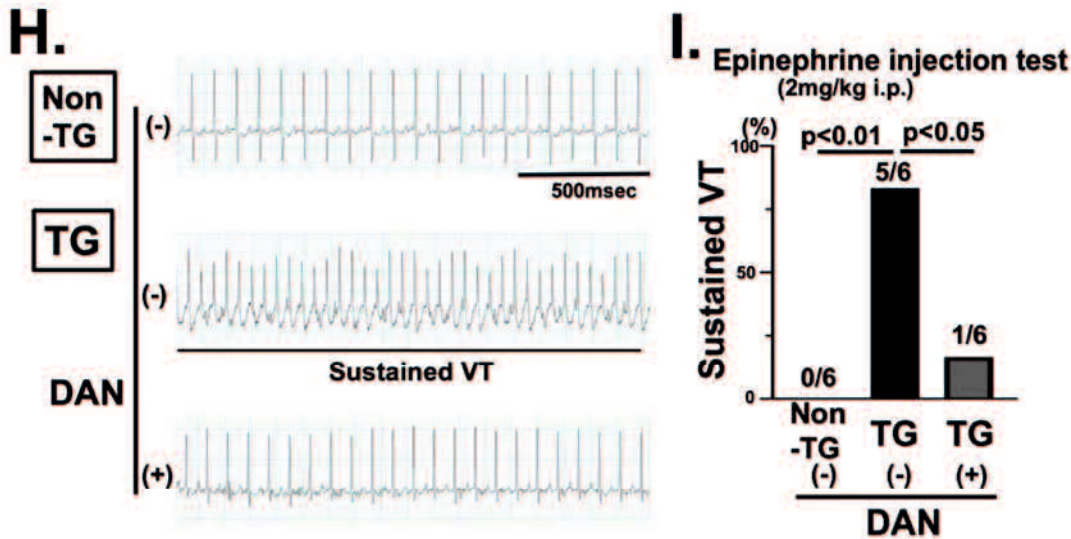 H.
Non
-TG
(-)
500msec
TG
(-)
Sustained VT
DAN
(+)
I.
Epinephrine injection test
(2mg/kg i.p.)
(%)
p<0.01
p<0.05
100
5/6
Sustained VT
50
1/6
0/6
0
Non
-TG
TG
TG
(-)
(-)
(+)
DAN